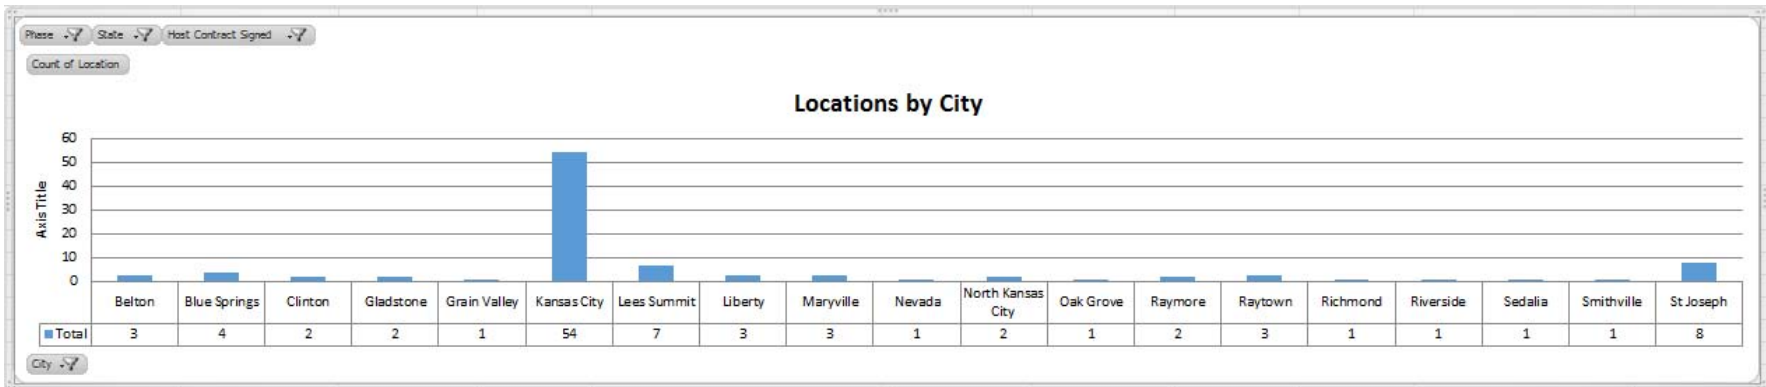 Phase State Host Contract Signed
Count of Location
Locations by City
60
50
40
30
20
10
0
Axis Title
Belton Blue Springs Clinton Gladstone Grain Valley Kansas City Lees Summit Liberty Maryville Nevada North Kansas City Oak Grove Raymore Raytown Richmond Riverside Sedalia Smithville St Joseph
Total 3 4 2 2 1 54 7 3 3 1 2 1 2 3 1 1 1 1 8
City